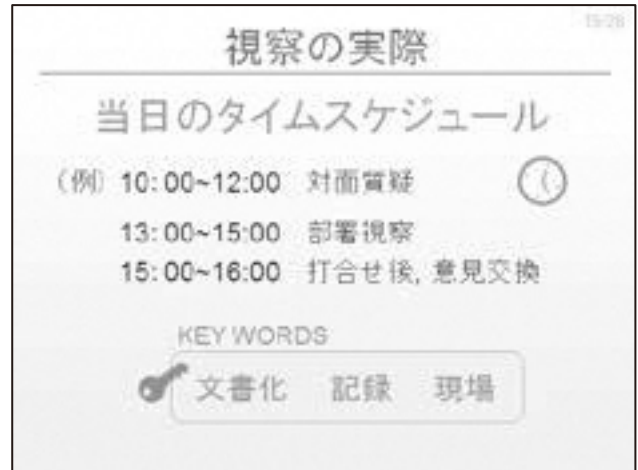 15/28
視察の実際
当日のタイムスケジュール
(例) 10:00~12:00 対面質疑
13:00~15:00 部署視察
15:00~16:00 打合せ後, 意見交換
KEY WORDS
文書化 記録 現場